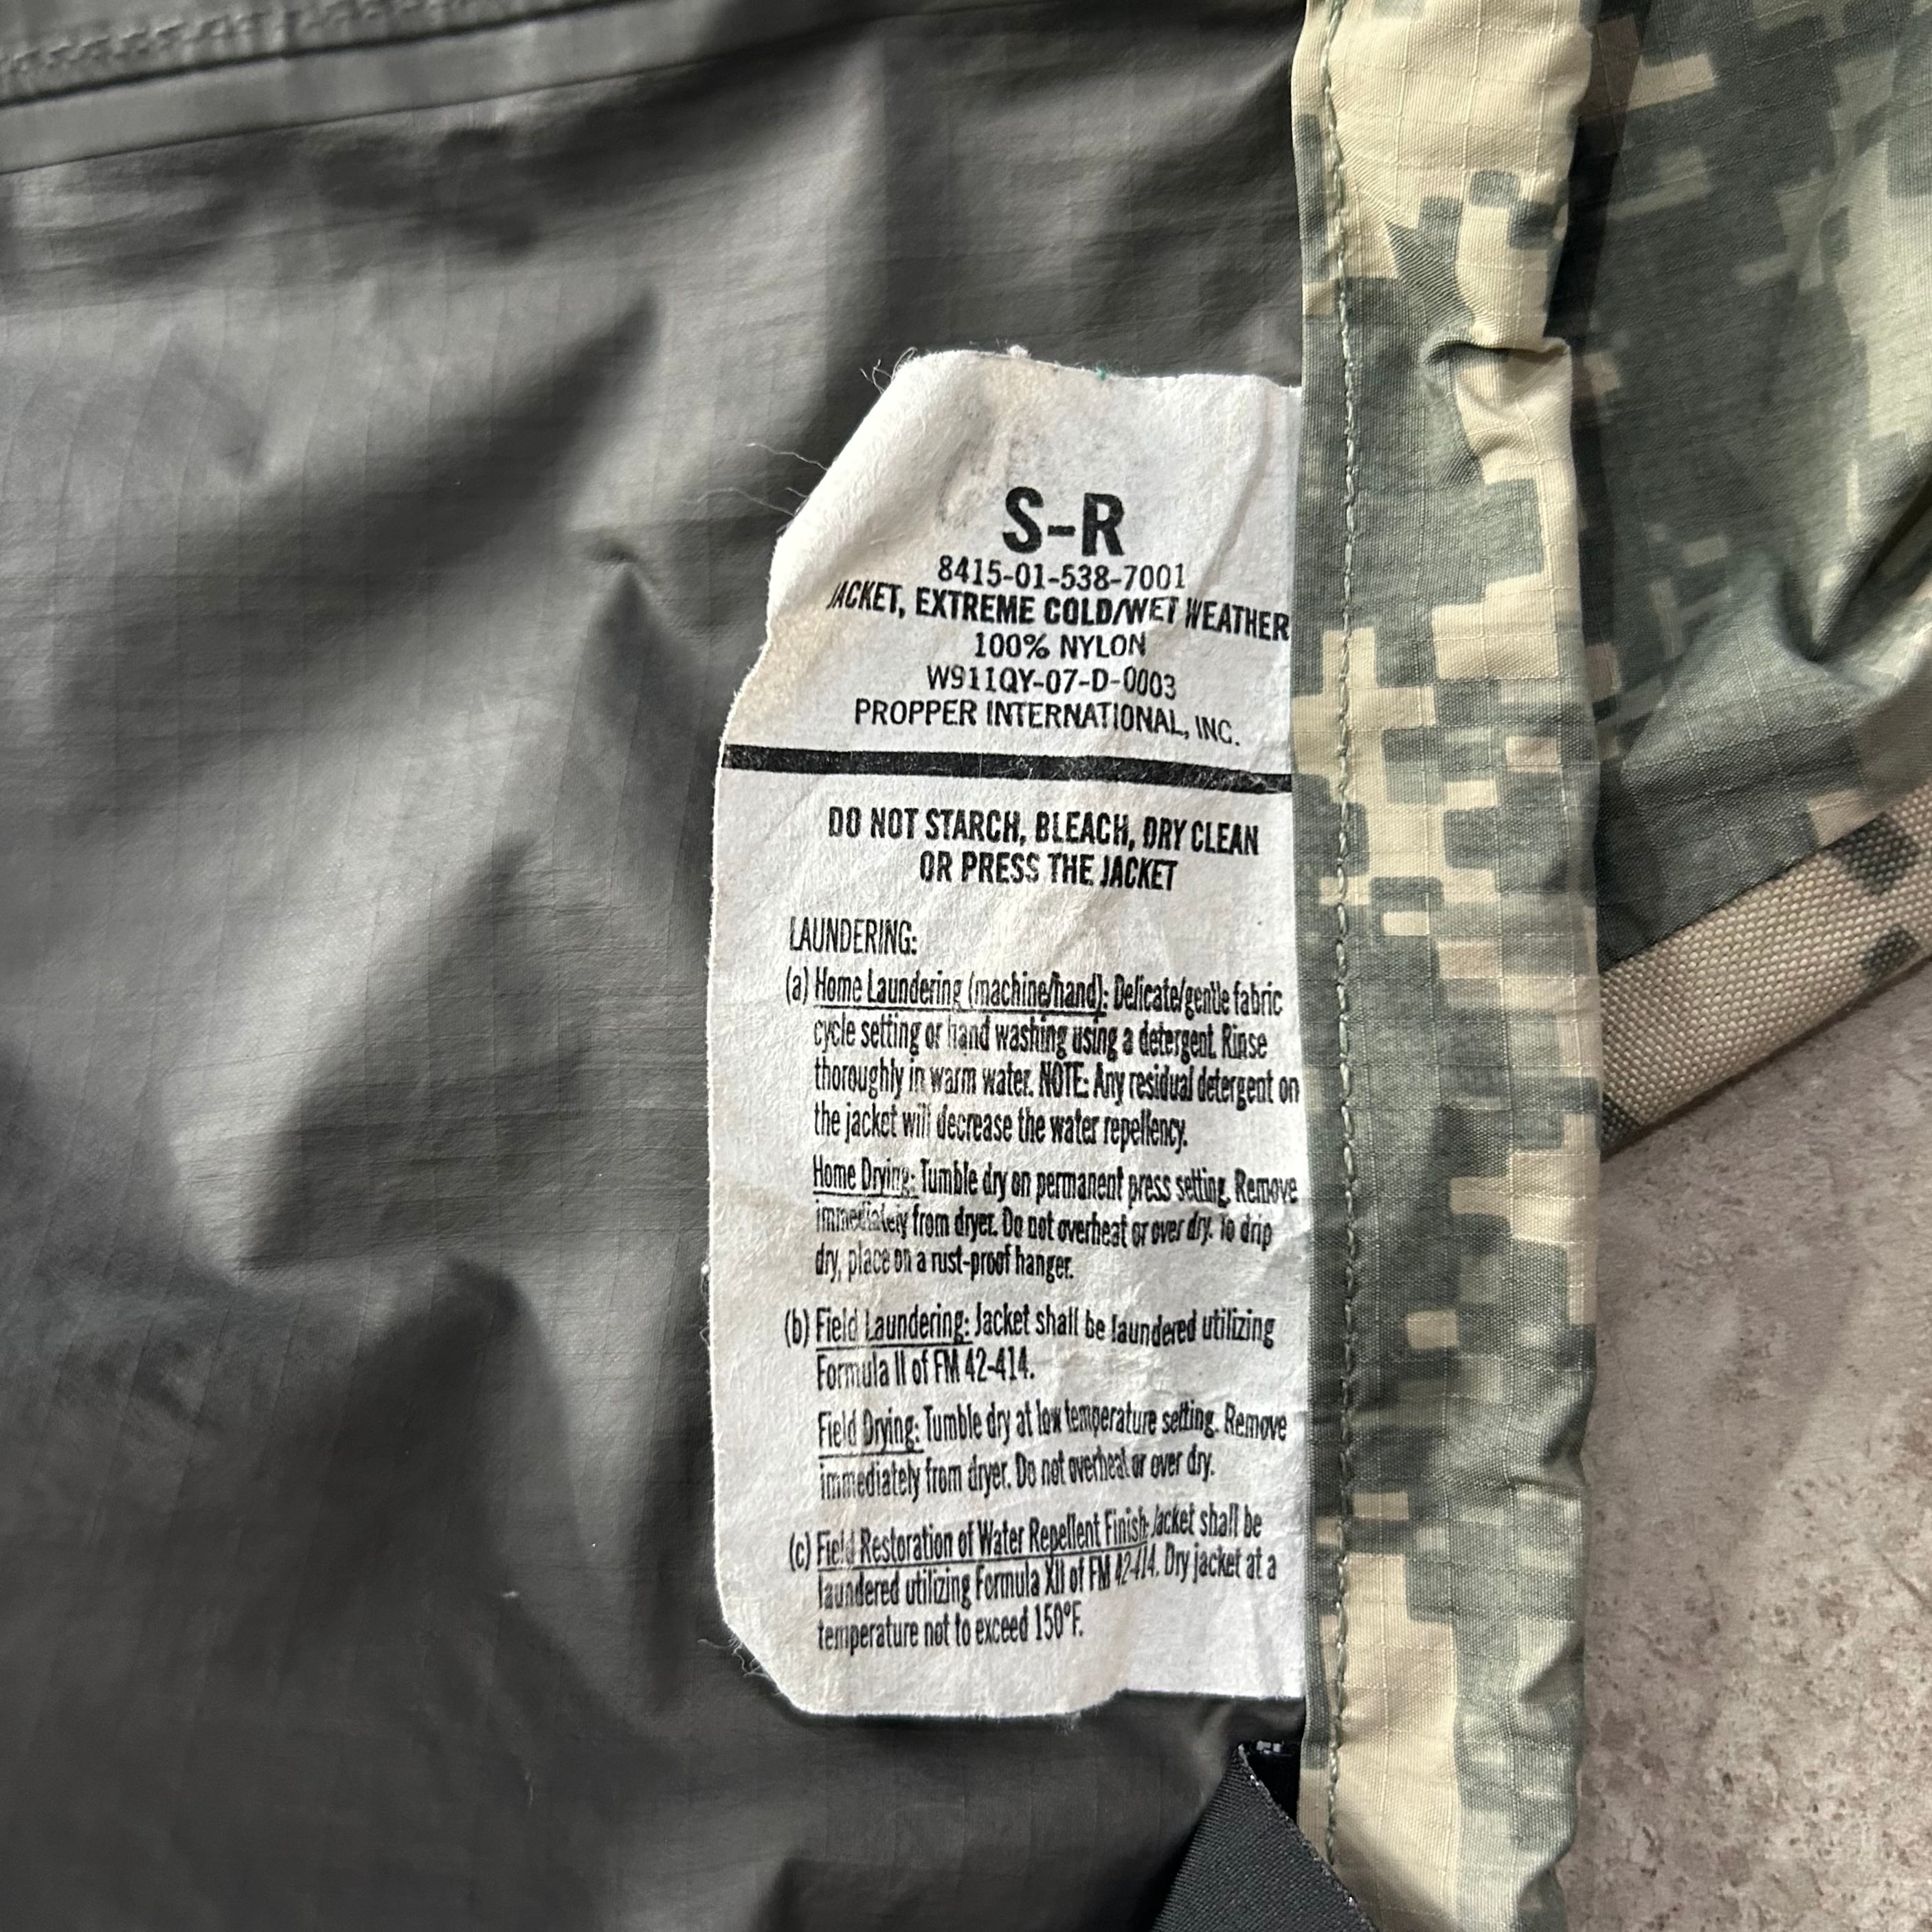 S-R
8415-01-538-7001
JACKET, EXTREME COLD/WET WEATHER
100% NYLON
W911QY-07-D-0003
PROPPER INTERNATIONAL, INC.
DO NOT STARCH, BLEACH, DRY CLEAN
OR PRESS THE JACKET
LAUNDERING:
(a) Home Laundering (machine/hand): Delicate/gentle fabric
cycle setting or hand washing using a detergent. Rinse
thoroughly in warm water. NOTE: Any residual detergent on
the jacket will decrease the water repellency.
Home Drying: Tumble dry on permanent press setting. Remove
immediately from dryer. Do not overheat or over dry. To drip
dry, place on a rust-proof hanger.
(b) Field Laundering: Jacket shall be laundered utilizing
Formula II of FM 42-414.
Field Drying: Tumble dry at low temperature setting. Remove
immediately from dryer. Do not overheat or over dry.
(c) Field Restoration of Water Repellent Finish: Jacket shall be
laundered utilizing Formula XII of FM 42-414. Dry jacket at a
temperature not to exceed 150°F.